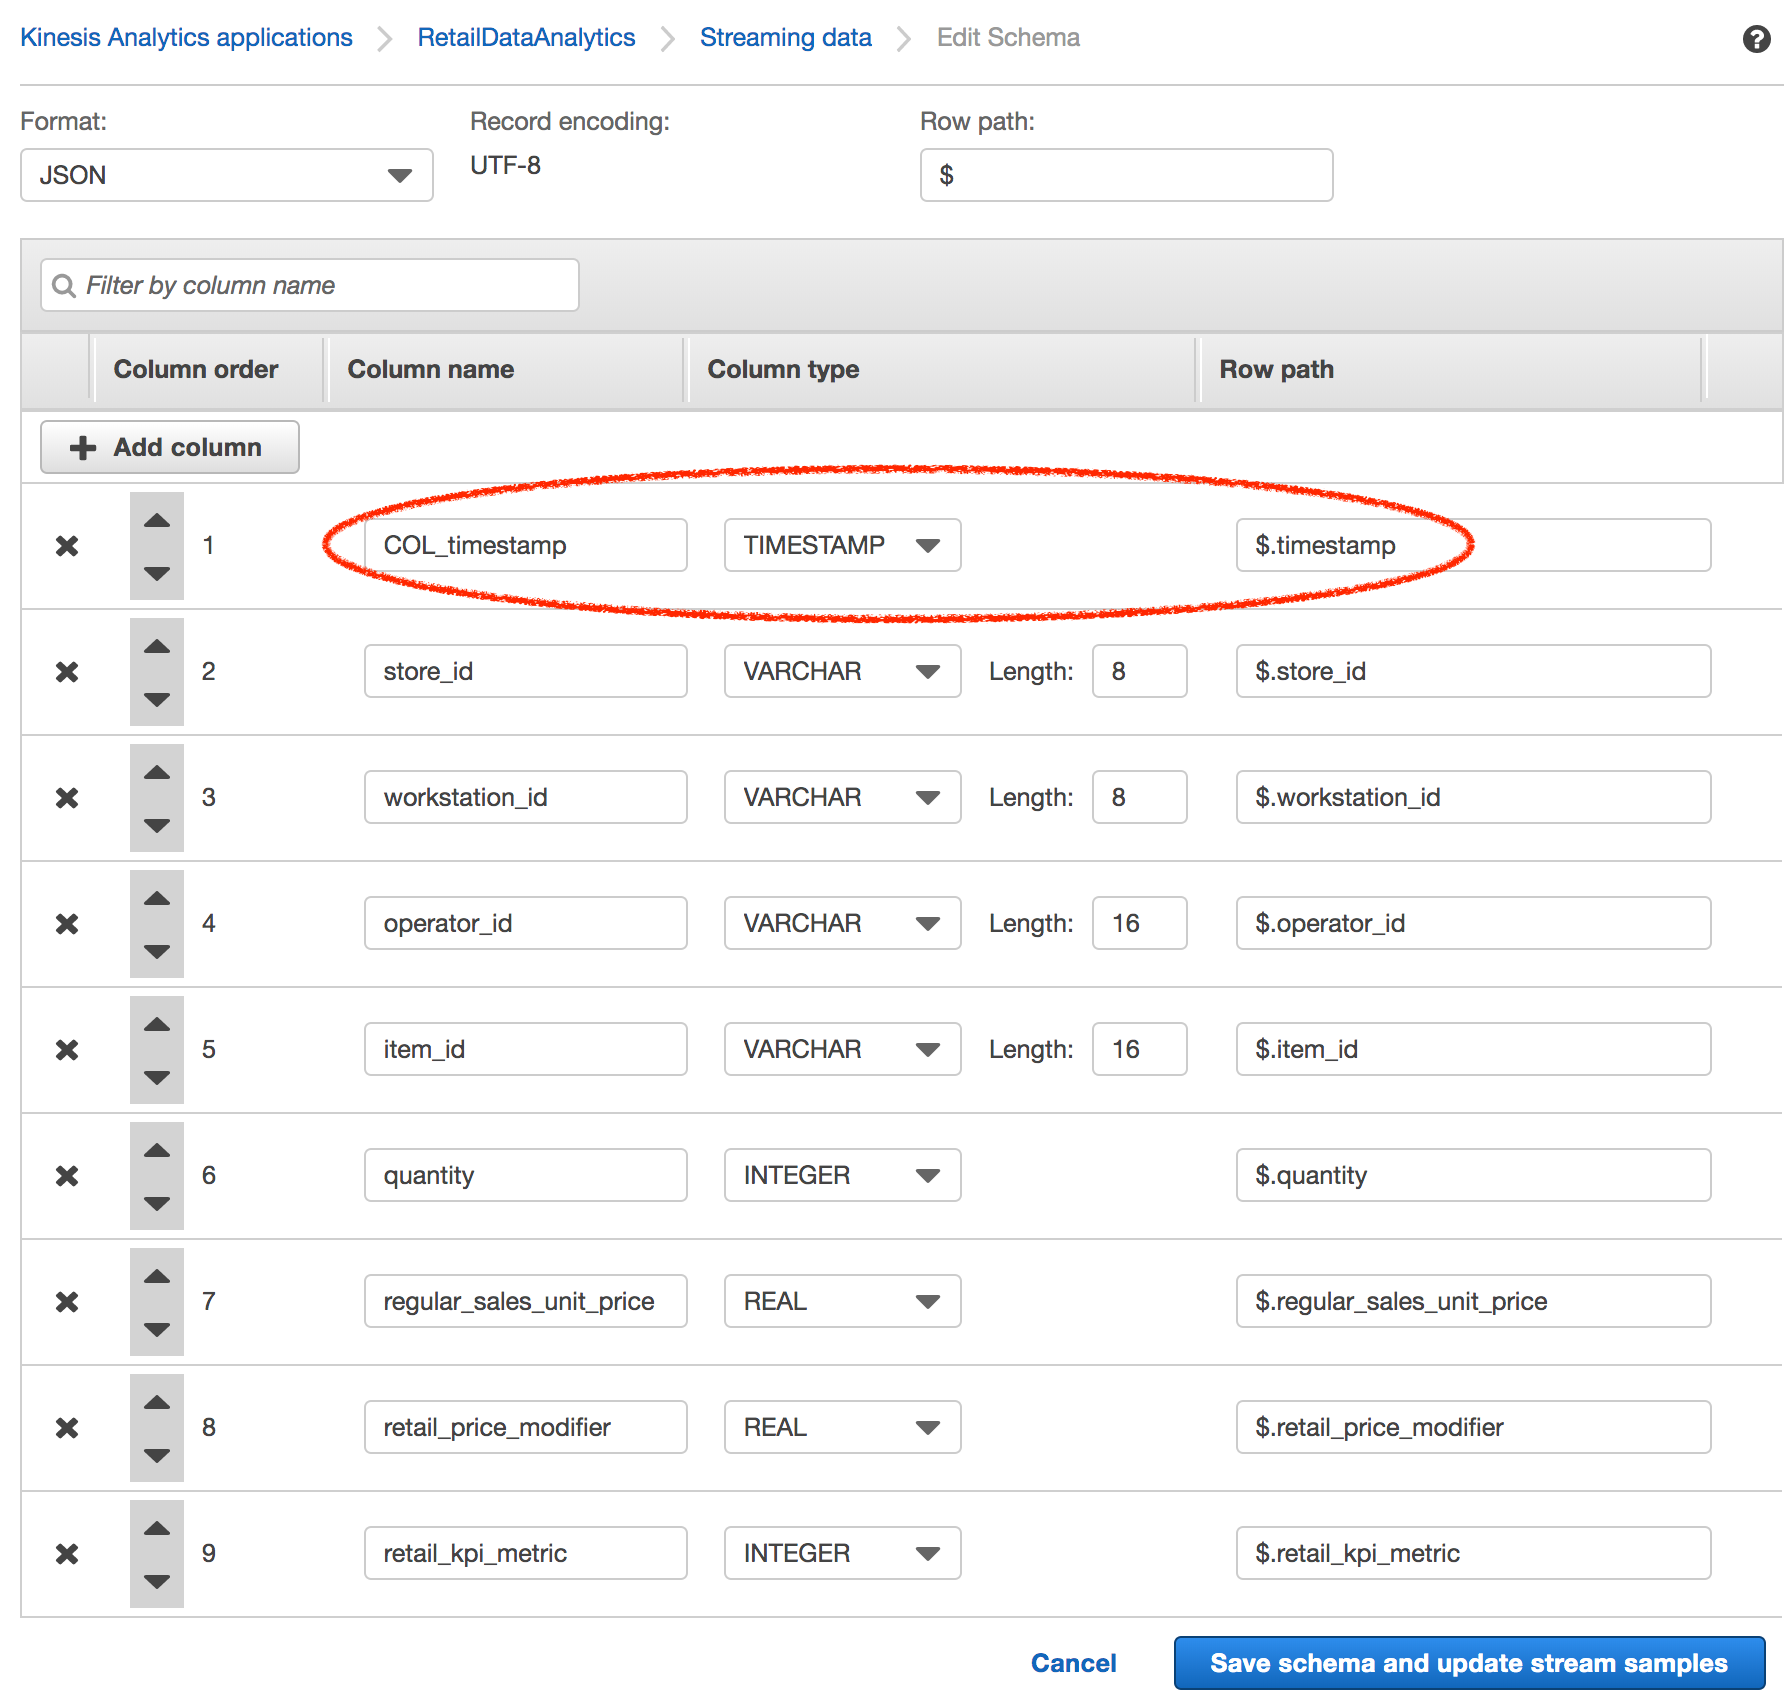 Kinesis Analytics applications > RetailDataAnalytics > Streaming data > Edit Schema ?
Format: Record encoding: Row path:
JSON UTF-8 $
Filter by column name
Column order Column name Column type Row path
Add column
1 COL_timestamp TIMESTAMP $.timestamp
2 store_id VARCHAR Length: 8 $.store_id
3 workstation_id VARCHAR Length: 8 $.workstation_id
4 operator_id VARCHAR Length: 16 $.operator_id
5 item_id VARCHAR Length: 16 $.item_id
6 quantity INTEGER $.quantity
7 regular_sales_unit_price REAL $.regular_sales_unit_price
8 retail_price_modifier REAL $.retail_price_modifier
9 retail_kpi_metric INTEGER $.retail_kpi_metric
Cancel Save schema and update stream samples